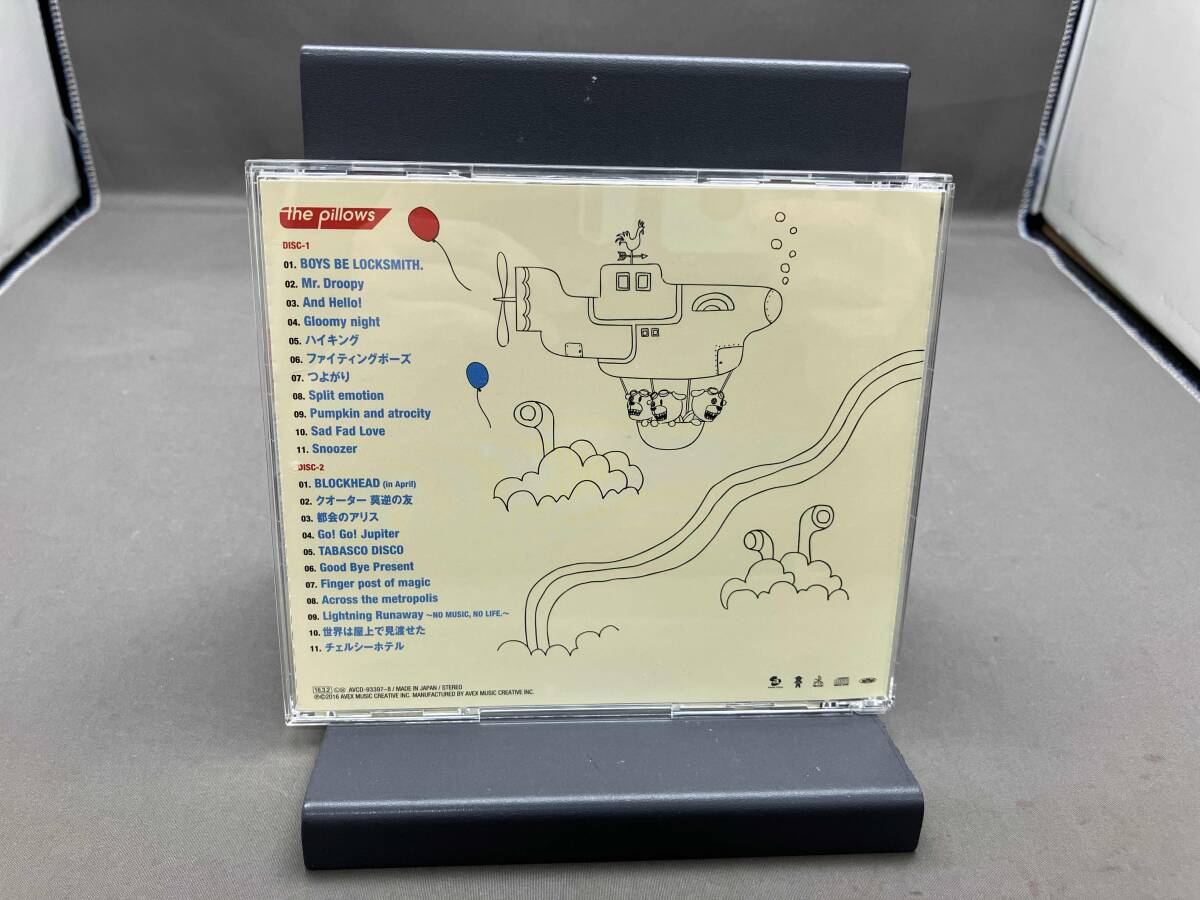 the pillows
DISC-1
01. BOYS BE LOCKSMITH.
02. Mr. Droopy
03. And Hello!
04. Gloomy night
05. ハイキング
06. ファイティングポーズ
07. つよがり
08. Split emotion
09. Pumpkin and atrocity
10. Sad Fad Love
11. Snoozer
DISC-2
01. BLOCKHEAD (in April)
02. クオーター 莫逆の友
03. 都会のアリス
04. Go! Go! Jupiter
05. TABASCO DISCO
06. Good Bye Present
07. Finger post of magic
08. Across the metropolis
09. Lightning Runaway ~NO MUSIC, NO LIFE.~
10. 世界は屋上で見渡せた
11. チェルシーホテル
16.3.2 AVCD-93397~8 / MADE IN JAPAN / STEREO
℗©2016 AVEX MUSIC CREATIVE INC. MANUFACTURED BY AVEX MUSIC CREATIVE INC.